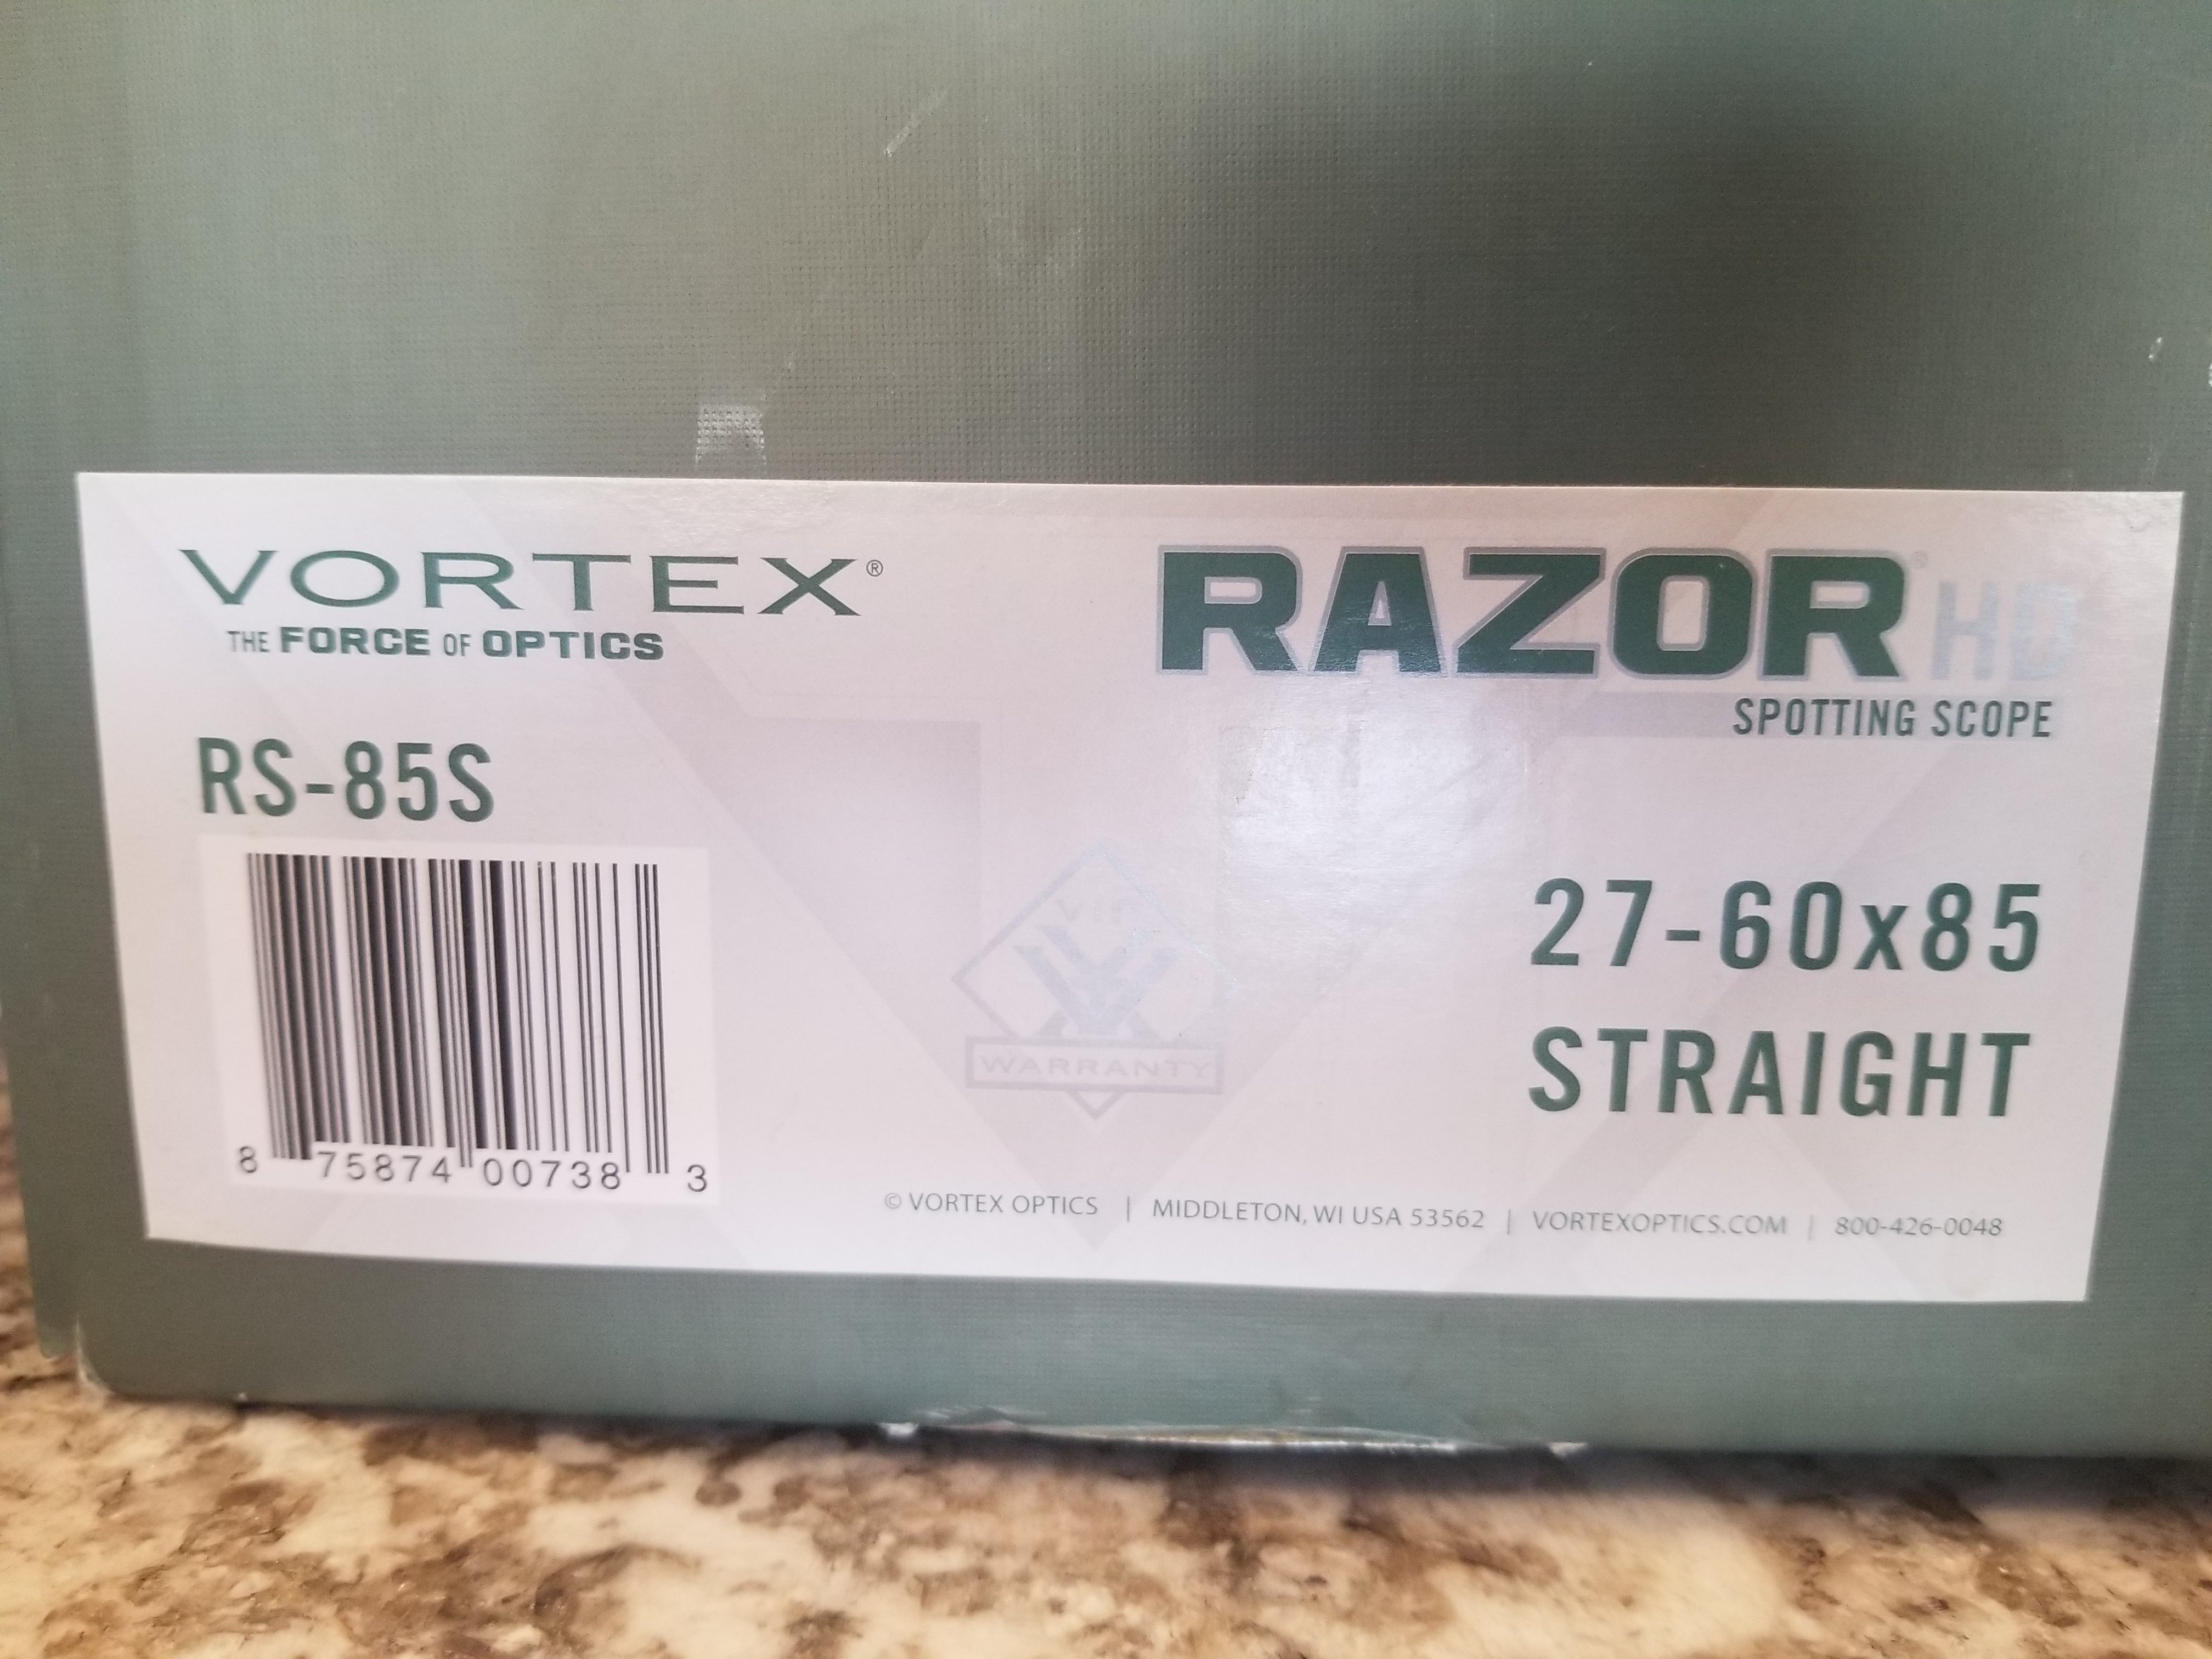 VORTEX®
THE FORCE OF OPTICS
RAZOR® HD
SPOTTING SCOPE
RS-85S
27-60x85
STRAIGHT
VIP
WARRANTY
8 75874 00738 3
© VORTEX OPTICS | MIDDLETON, WI USA 53562 | VORTEXOPTICS.COM | 800-426-0048